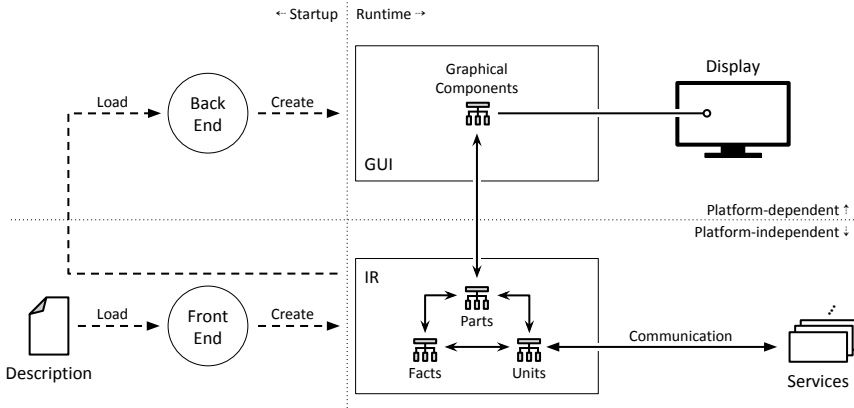 ← Startup
Runtime →
Graphical
Components
Display
Load
Back
End
Create
GUI
Platform-dependent ↑
Platform-independent ↓
IR
Parts
Load
Front
End
Create
Communication
Facts
Units
Description
Services